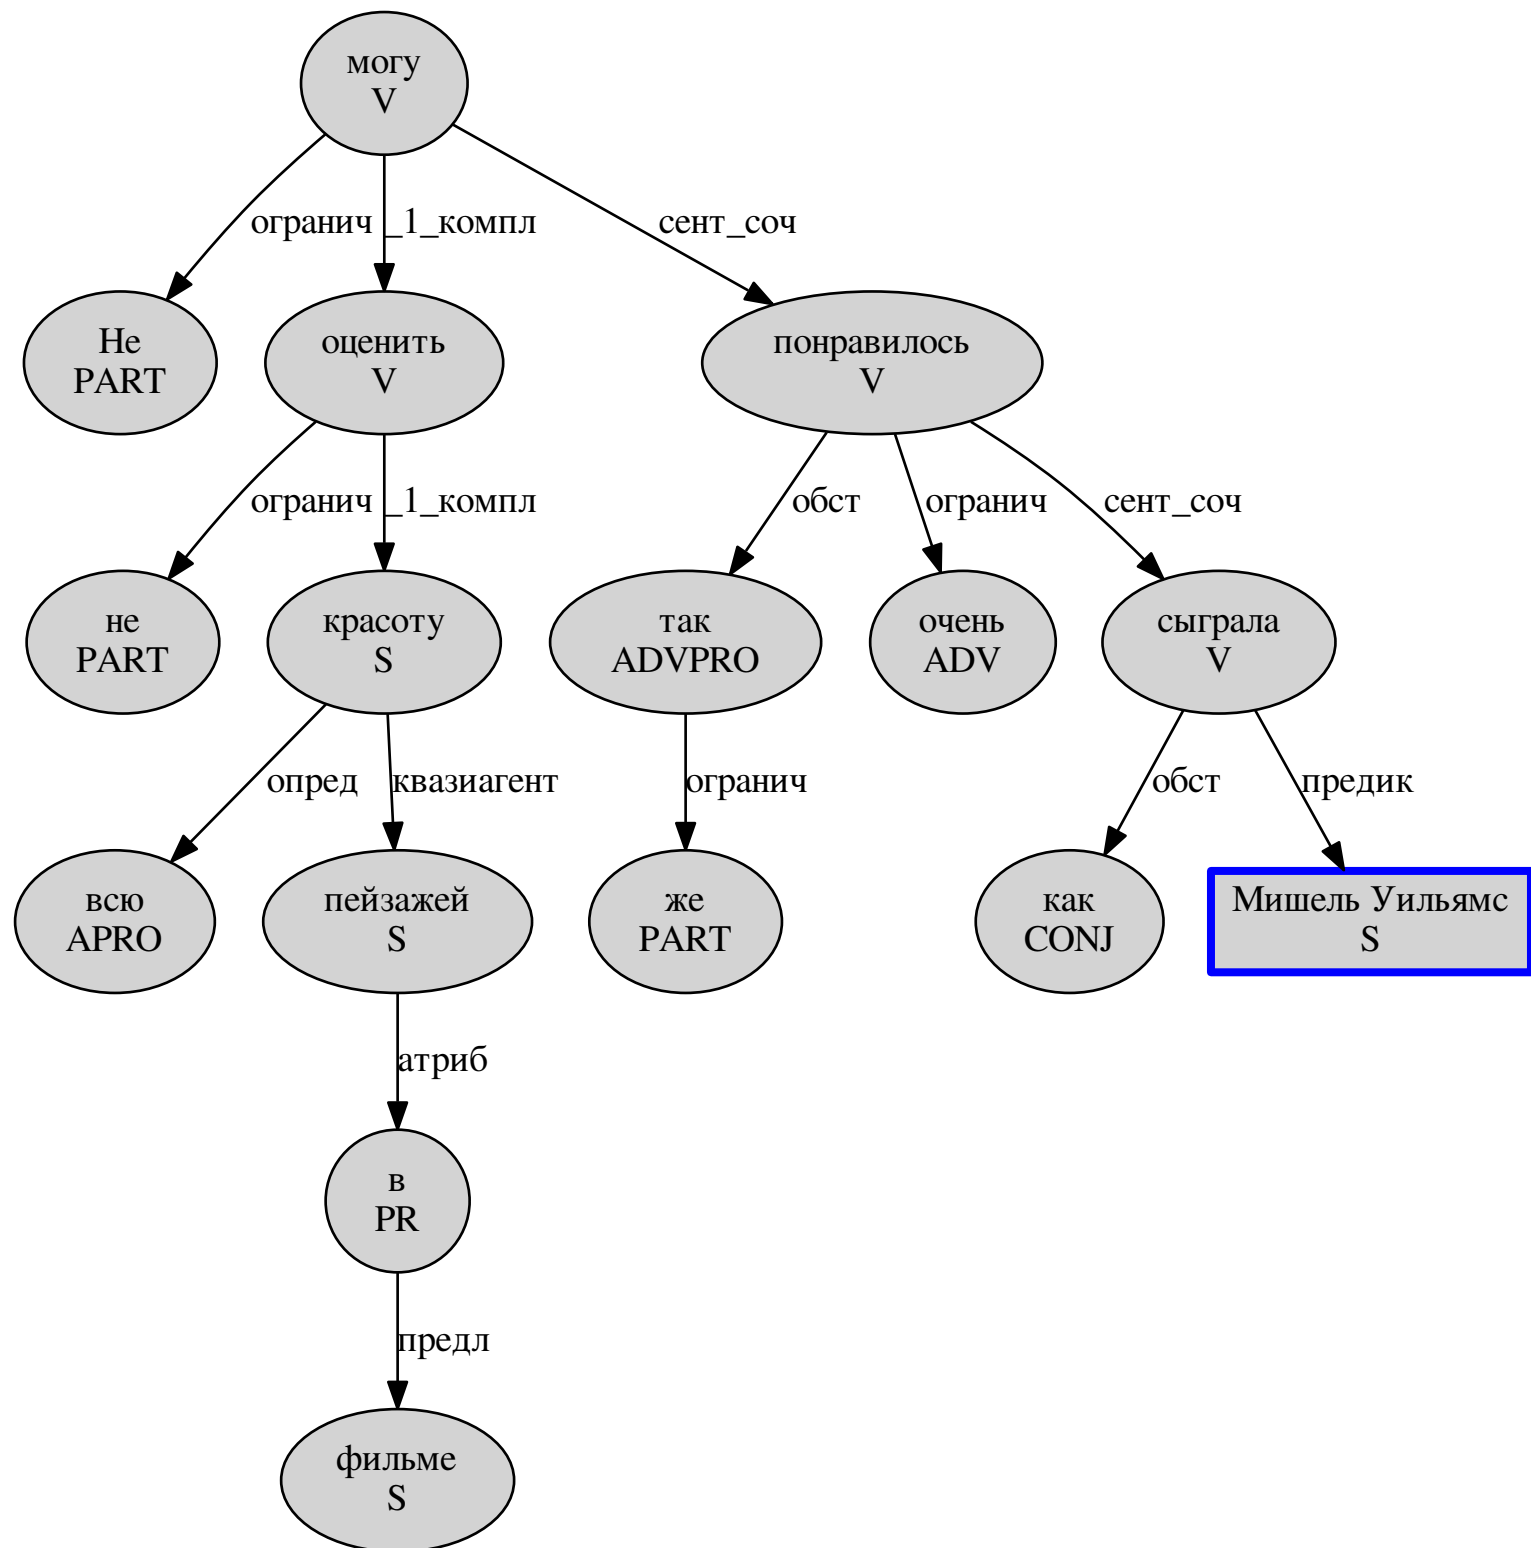 могу
V
огранич
_1_компл
сент_соч
Не
PART
оценить
V
понравилось
V
огранич
_1_компл
обст
огранич
сент_соч
не
PART
красоту
S
так
ADVPRO
очень
ADV
сыграла
V
опред
квазиагент
огранич
обст
предик
всю
APRO
пейзажей
S
же
PART
как
CONJ
Мишель Уильямс
S
атриб
в
PR
предл
фильме
S